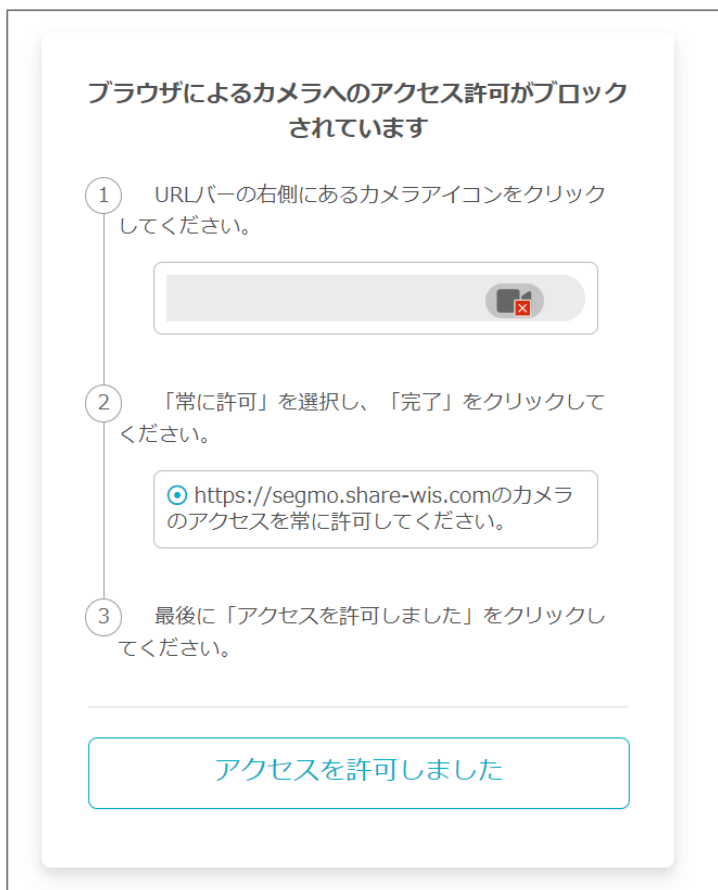 ブラウザによるカメラへのアクセス許可がブロック
されています
1 URLバーの右側にあるカメラアイコンをクリック
してください。
2 「常に許可」を選択し、「完了」をクリックして
ください。
https://segmo.share-wis.comのカメラ
のアクセスを常に許可してください。
3 最後に「アクセスを許可しました」をクリックし
てください。
アクセスを許可しました